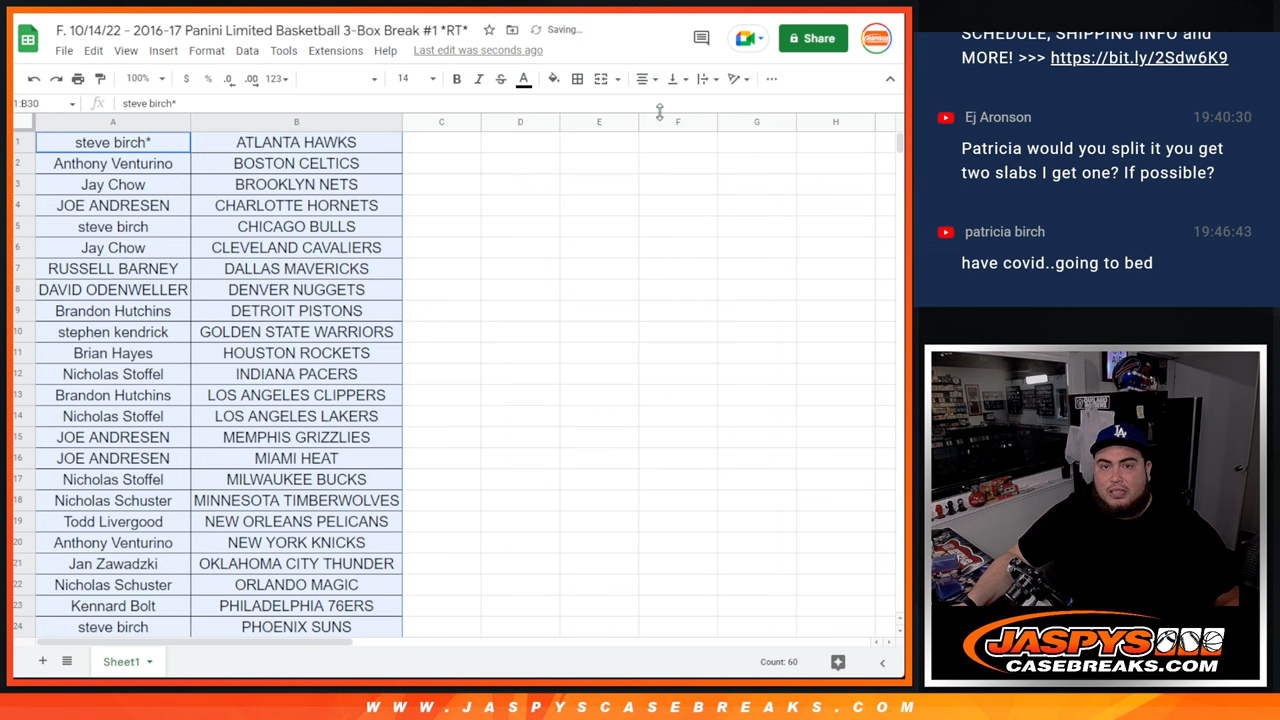 F. 10/14/22 - 2016-17 Panini Limited Basketball 3-Box Break #1 *RT*
Saving...
Share
File Edit View
Format Data Tools Extensions Help Last edit was seconds ago
100% $ % .0 .00 123 14 B I S A
1:B30 fx steve birch*
A B C D E F G H
1 steve birch* ATLANTA HAWKS
2 Anthony Venturino BOSTON CELTICS
3 Jay Chow BROOKLYN NETS
4 JOE ANDRESEN CHARLOTTE HORNETS
5 steve birch CHICAGO BULLS
6 Jay Chow CLEVELAND CAVALIERS
7 RUSSELL BARNEY DALLAS MAVERICKS
8 DAVID ODENWELLER DENVER NUGGETS
9 Brandon Hutchins DETROIT PISTONS
10 stephen kendrick GOLDEN STATE WARRIORS
11 Brian Hayes HOUSTON ROCKETS
12 Nicholas Stoffel INDIANA PACERS
13 Brandon Hutchins LOS ANGELES CLIPPERS
14 Nicholas Stoffel LOS ANGELES LAKERS
15 JOE ANDRESEN MEMPHIS GRIZZLIES
16 JOE ANDRESEN MIAMI HEAT
17 Nicholas Stoffel MILWAUKEE BUCKS
18 Nicholas Schuster MINNESOTA TIMBERWOLVES
19 Todd Livergood NEW ORLEANS PELICANS
20 Anthony Venturino NEW YORK KNICKS
21 Jan Zawadzki OKLAHOMA CITY THUNDER
22 Nicholas Schuster ORLANDO MAGIC
23 Kennard Bolt PHILADELPHIA 76ERS
24 steve birch PHOENIX SUNS
Sheet1
Count: 60
SCHEDULE, SHIPPING INFO and
MORE! >>> https://bit.ly/2Sdw6K9
Ej Aronson 19:40:30
Patricia would you split it you get
two slabs I get one? If possible?
patricia birch 19:46:43
have covid..going to bed
JASPYS
CASEBREAKS.COM
WWW.JASPYSCASEBREAKS.COM